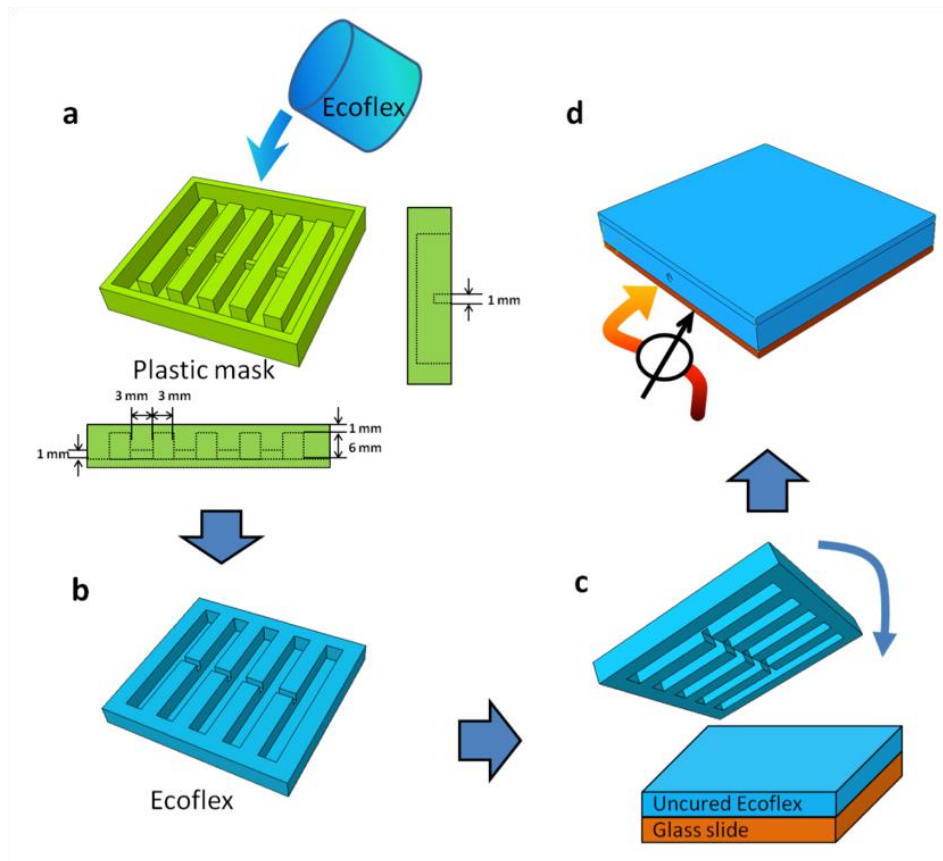 a
Ecoflex
d
1 mm
Plastic mask
3 mm 3 mm
1 mm
1 mm
6 mm
b
c
Ecoflex
Uncured Ecoflex
Glass slide